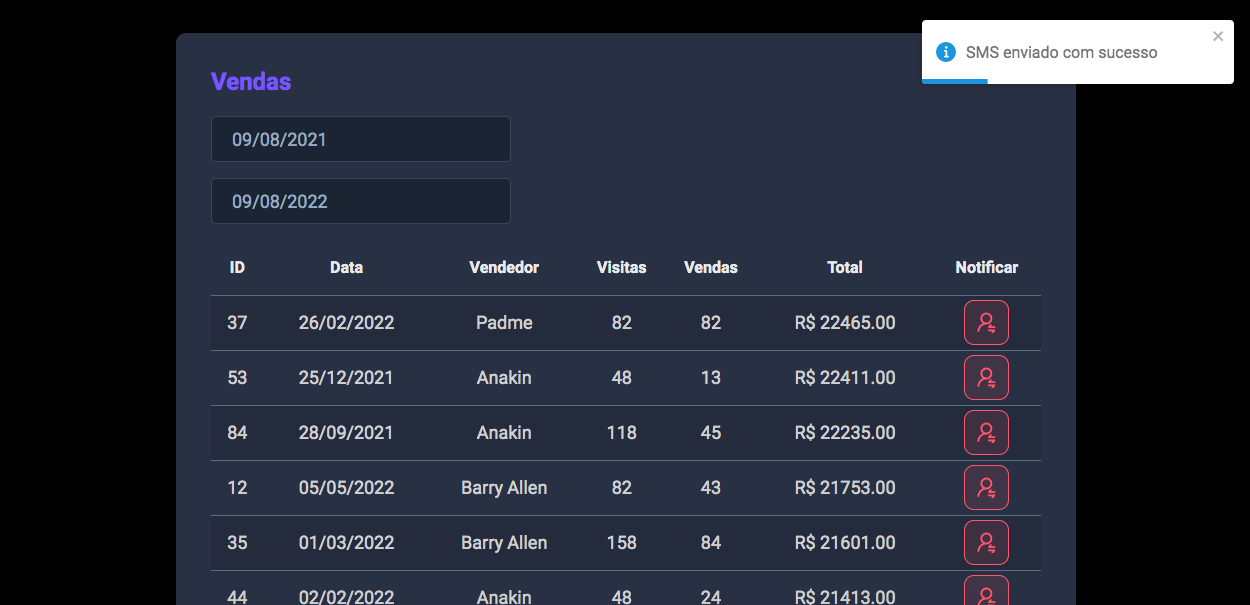 SMS enviado com sucesso
Vendas
09/08/2021
09/08/2022
ID Data Vendedor Visitas Vendas Total Notificar
37 26/02/2022 Padme 82 82 R$ 22465.00
53 25/12/2021 Anakin 48 13 R$ 22411.00
84 28/09/2021 Anakin 118 45 R$ 22235.00
12 05/05/2022 Barry Allen 82 43 R$ 21753.00
35 01/03/2022 Barry Allen 158 84 R$ 21601.00
44 02/02/2022 Anakin 48 24 R$ 21413.00